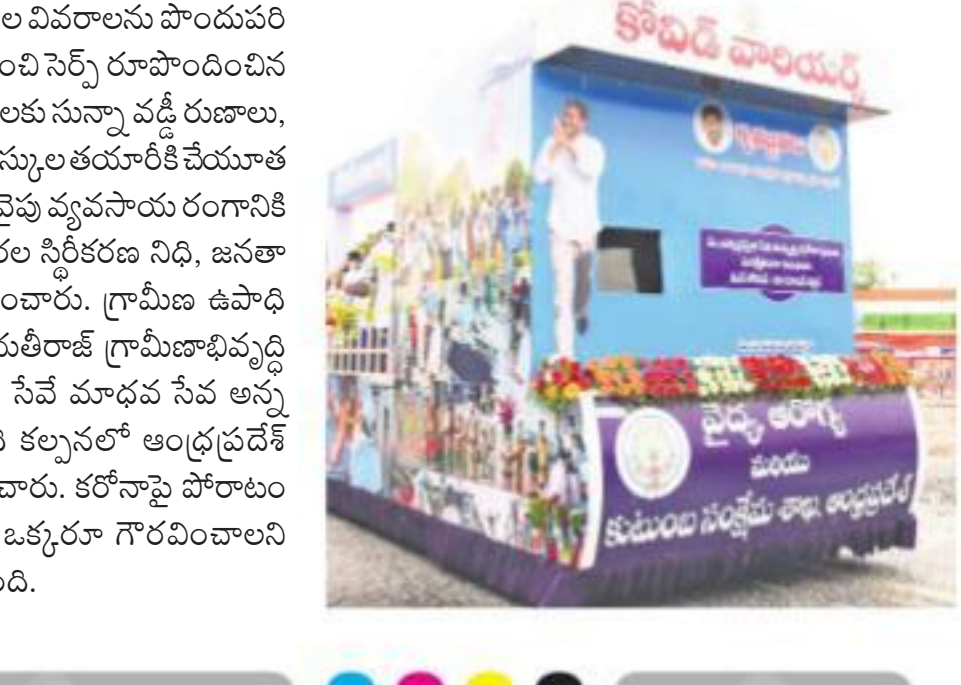 ల వివరాలను పొందుపరి
ంచి సెర్ప్ రూపొందించిన
లకు సున్నా వడ్డీ రుణాలు,
స్కుల తయారీకి చేయూత
వైపు వ్యవసాయ రంగానికి
రల స్థిరీకరణ నిధి, జనతా
ంచారు. గ్రామీణ ఉపాధి
యతీరాజ్ గ్రామీణాభివృద్ధి
సేవే మాధవ సేవ అన్న
కల్పనలో ఆంధ్రప్రదేశ్
చారు. కరోనాపై పోరాటం
ఒక్కరూ గౌరవించాలని
ంది.
కోవిడ్ వారియర్స్
వైద్య ఆరోగ్య
మరియు
కుటుంబ సంక్షేమ శాఖ, ఆంధ్రప్రదేశ్